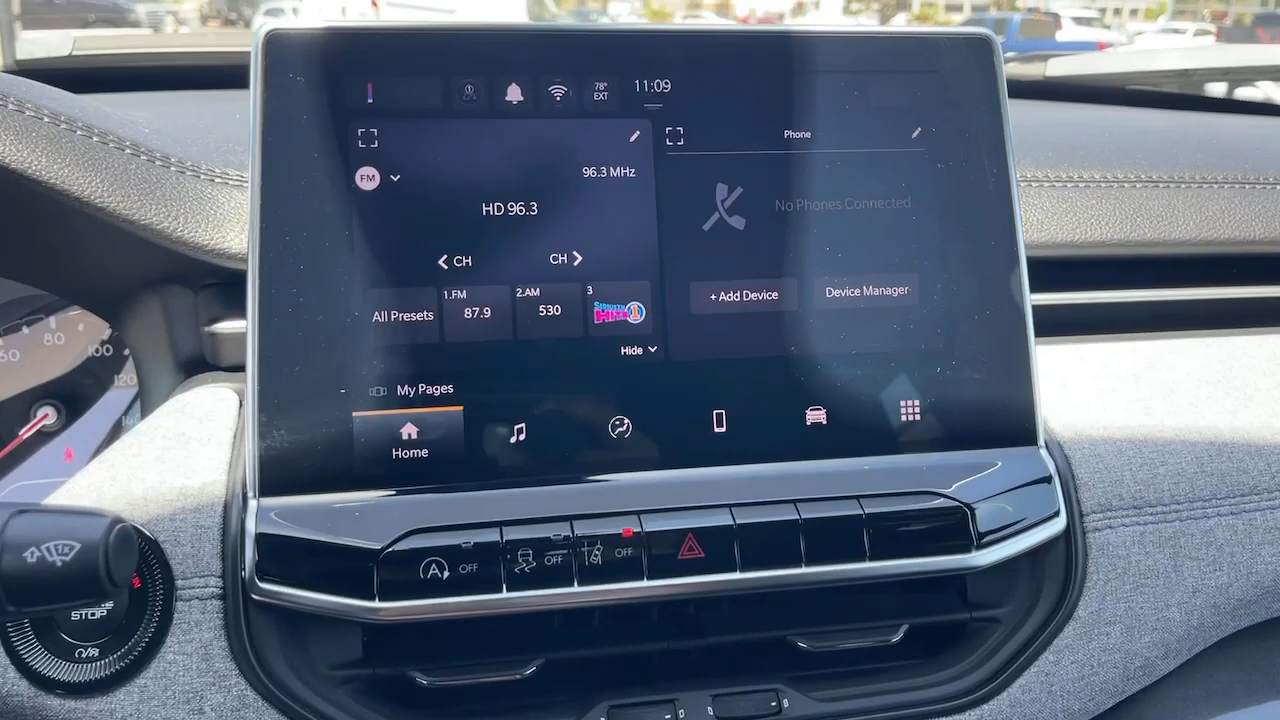 78°
EXT
11:09
Phone
FM
96.3 MHz
HD 96.3
No Phones Connected
CH
CH
All Presets
1.FM
87.9
2.AM
530
3
SIRIUSXM
HITS 1
+ Add Device
Device Manager
Hide
My Pages
Home
60
80
100
120
140
OFF
OFF
OFF
A
1x
STOP